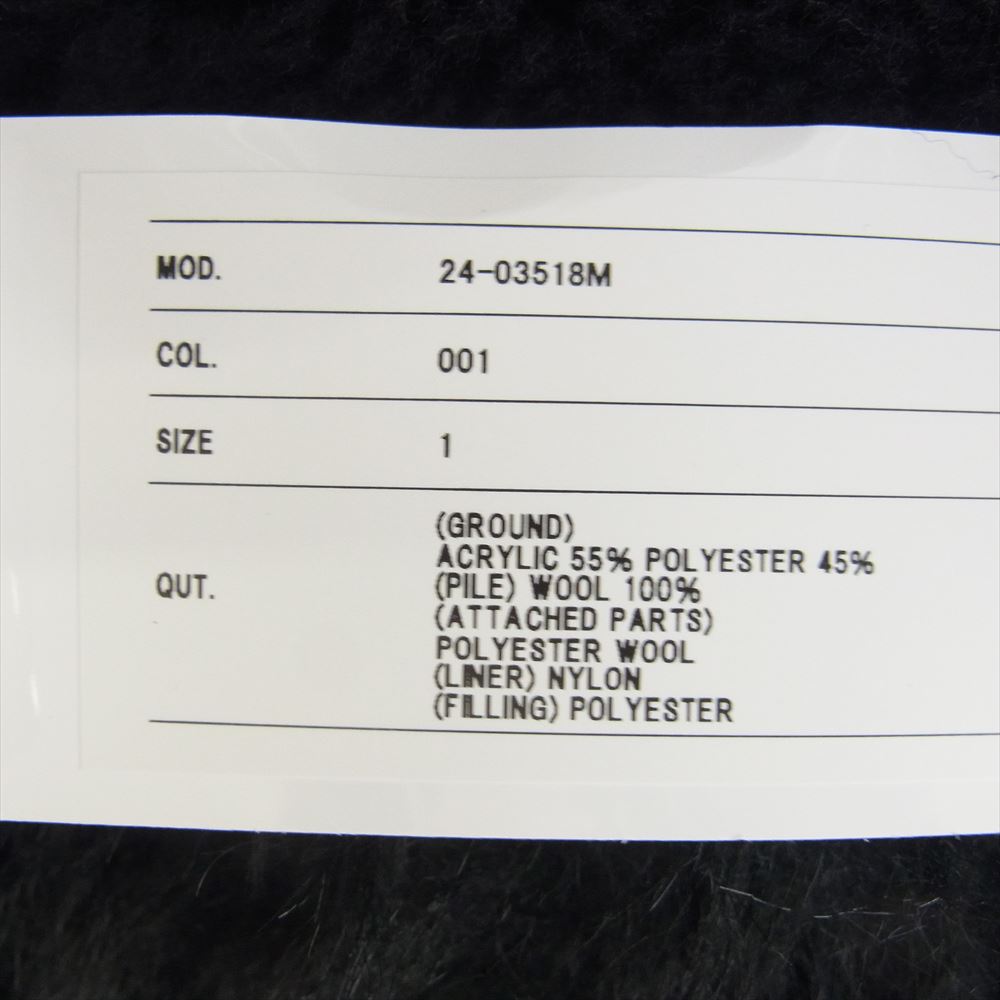 MOD. 24-03518M
COL. 001
SIZE 1
QUT. (GROUND)
ACRYLIC 55% POLYESTER 45%
(PILE) WOOL 100%
(ATTACHED PARTS)
POLYESTER WOOL
(LINER) NYLON
(FILLING) POLYESTER